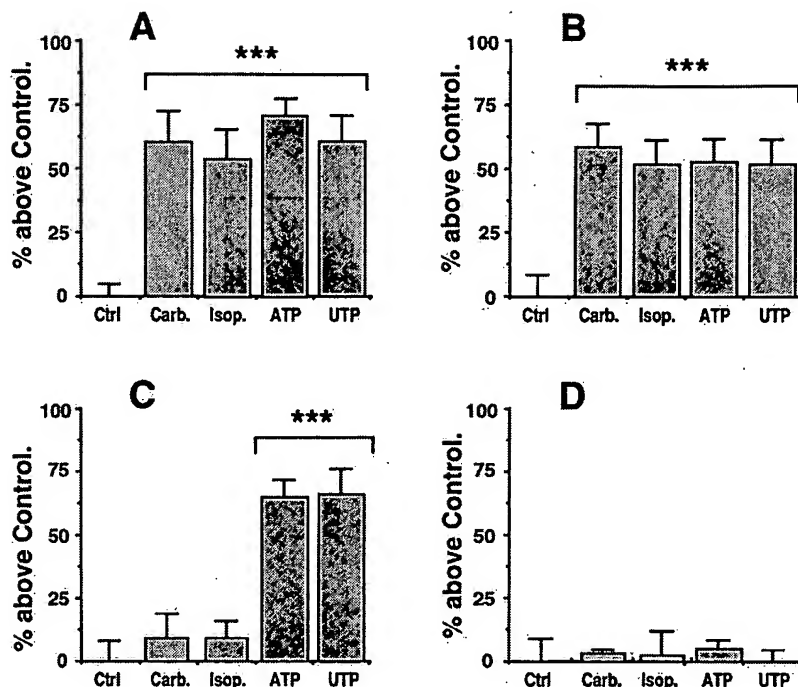 A
100
***
75
50
25
0
% above Control.
Ctrl Carb. Isop. ATP UTP
B
100
***
75
50
25
0
% above Control.
Ctrl Carb. Isop. ATP UTP
C
100
***
75
50
25
0
% above Control.
Ctrl Carb. Isop. ATP UTP
D
100
75
50
25
0
% above Control.
Ctrl Carb. Isop. ATP UTP